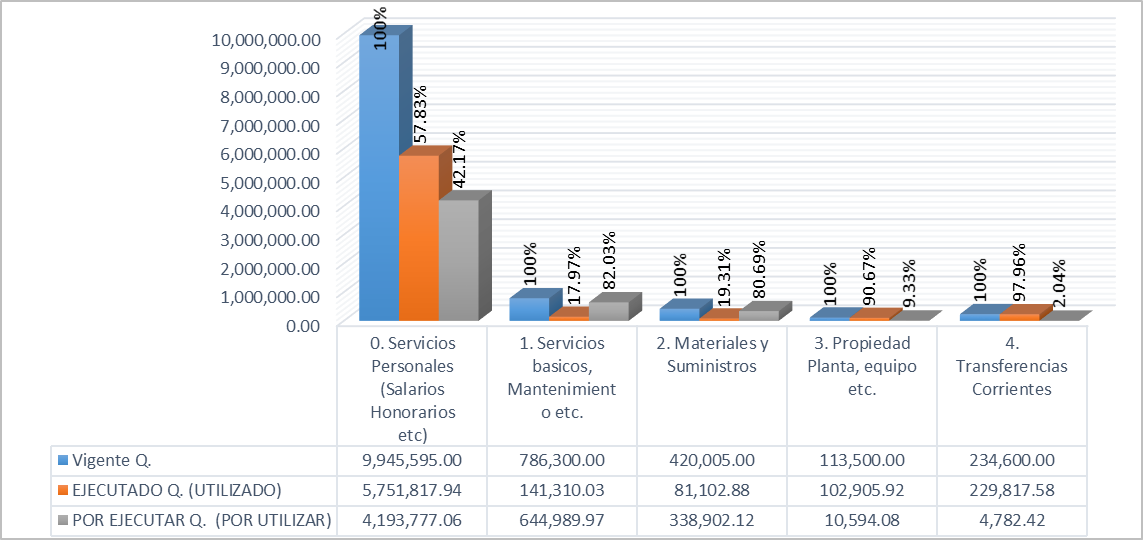 10,000,000.00
9,000,000.00
8,000,000.00
7,000,000.00
6,000,000.00
5,000,000.00
4,000,000.00
3,000,000.00
2,000,000.00
1,000,000.00
0.00
100%
57.83%
42.17%
100%
17.97%
82.03%
100%
19.31%
80.69%
100%
90.67%
9.33%
100%
97.96%
2.04%
0. Servicios
Personales
(Salarios
Honorarios
etc)
1. Servicios
basicos,
Mantenimient
o etc.
2. Materiales y
Suministros
3. Propiedad
Planta, equipo
etc.
4.
Transferencias
Corrientes
Vigente Q. 9,945,595.00 786,300.00 420,005.00 113,500.00 234,600.00
EJECUTADO Q. (UTILIZADO) 5,751,817.94 141,310.03 81,102.88 102,905.92 229,817.58
POR EJECUTAR Q. (POR UTILIZAR) 4,193,777.06 644,989.97 338,902.12 10,594.08 4,782.42